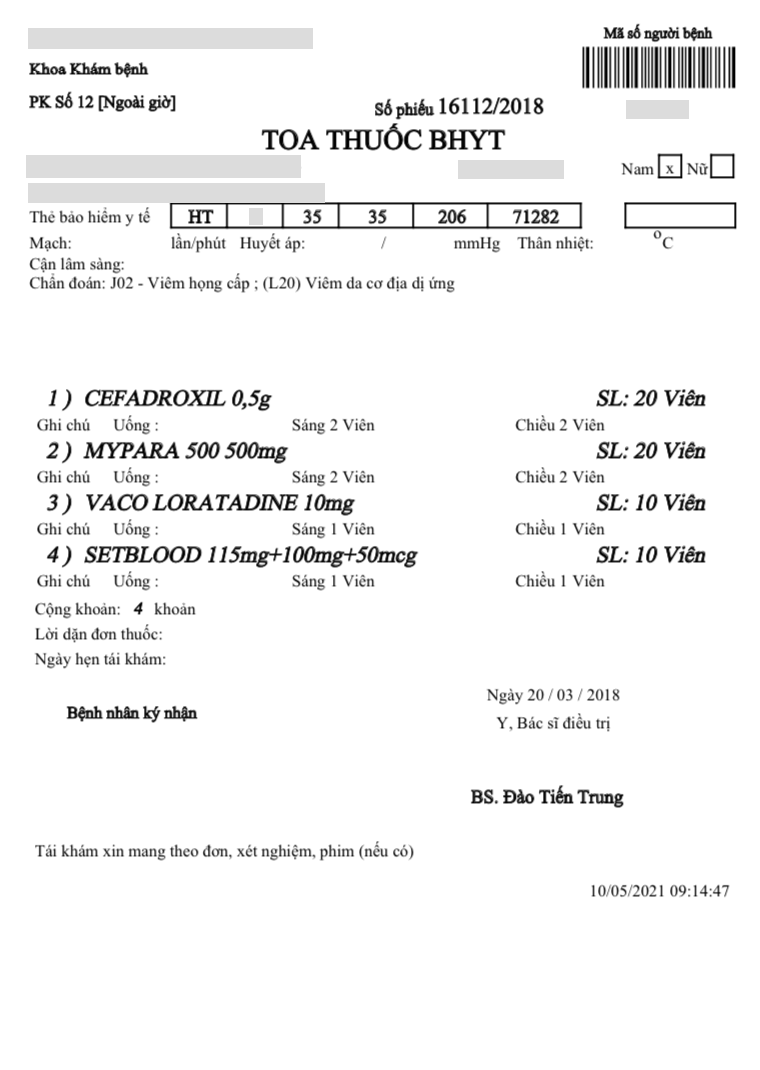 Mã số người bệnh
Khoa Khám bệnh
PK Số 12 [Ngoài giờ]
Số phiếu 16112/2018
TOA THUỐC BHYT
Nam x Nữ
Thẻ bảo hiểm y tế HT 35 35 206 71282
Mạch: lần/phút Huyết áp: / mmHg Thân nhiệt: °C
Cận lâm sàng:
Chẩn đoán: J02 - Viêm họng cấp ; (L20) Viêm da cơ địa dị ứng
1 ) CEFADROXIL 0,5g SL: 20 Viên
Ghi chú Uống : Sáng 2 Viên Chiều 2 Viên
2 ) MYPARA 500 500mg SL: 20 Viên
Ghi chú Uống : Sáng 2 Viên Chiều 2 Viên
3 ) VACO LORATADINE 10mg SL: 10 Viên
Ghi chú Uống : Sáng 1 Viên Chiều 1 Viên
4 ) SETBLOOD 115mg+100mg+50mcg SL: 10 Viên
Ghi chú Uống : Sáng 1 Viên Chiều 1 Viên
Cộng khoản: 4 khoản
Lời dặn đơn thuốc:
Ngày hẹn tái khám:
Ngày 20 / 03 / 2018
Bệnh nhân ký nhận
Y, Bác sĩ điều trị
BS. Đào Tiến Trung
Tái khám xin mang theo đơn, xét nghiệm, phim (nếu có)
10/05/2021 09:14:47